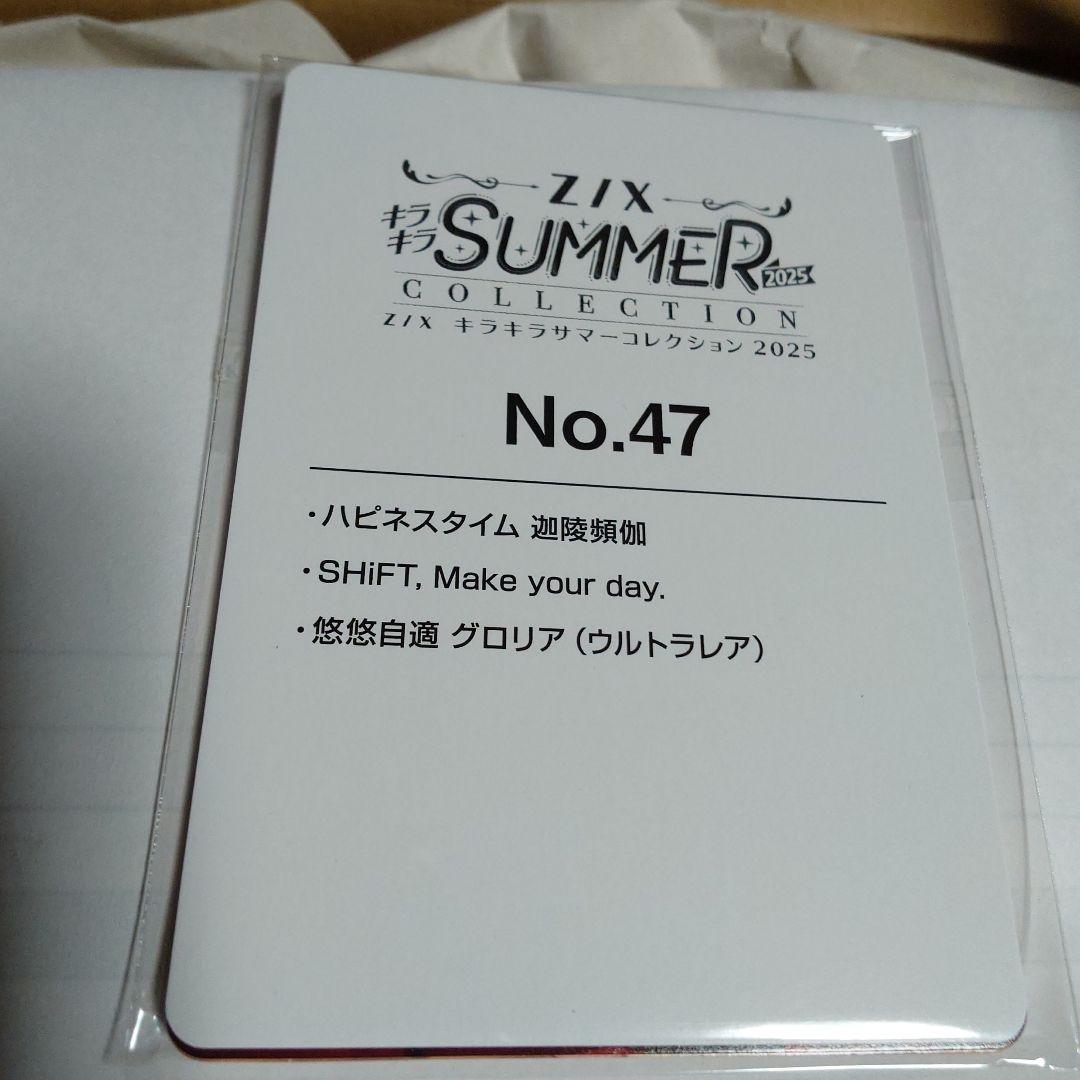 Z/X
キラキラ SUMMER 2025
COLLECTION
Z/X キラキラサマーコレクション 2025
No.47
・ハピネスタイム 迦陵頻伽
・SHiFT, Make your day.
・悠悠自適 グロリア（ウルトラレア）